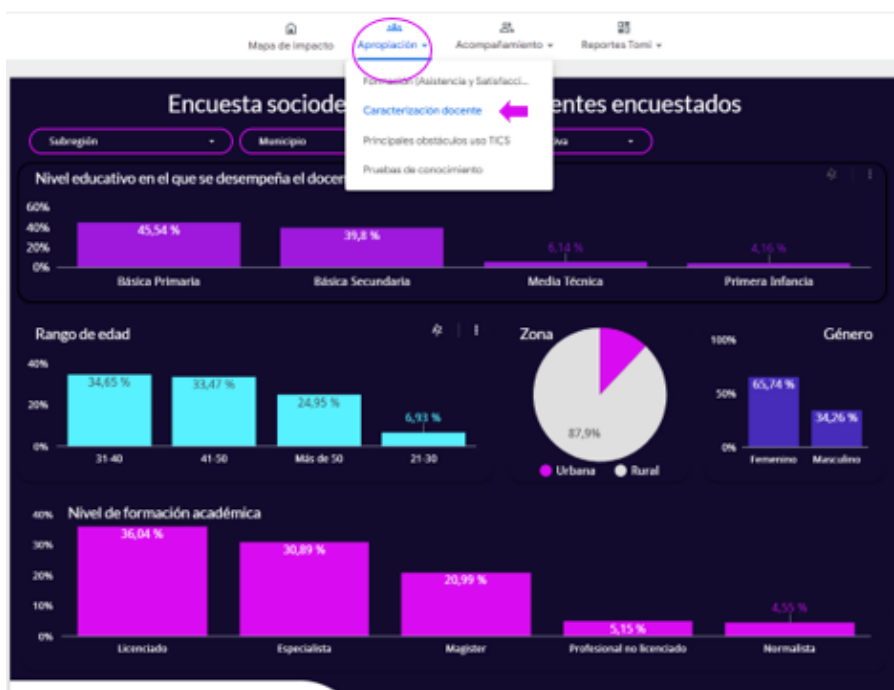 Mapa de impacto
Apropiación
Acompañamiento
Reportes Tomi
Formación (Asistencia y Satisfacci...
Caracterización docente
Principales obstáculos uso TICS
Pruebas de conocimiento
Encuesta sociode
entes encuestados
Subregión
Municipio
Nivel educativo en el que se desempeña el docen
60%
40%
20%
0%
45,54 %
39,8 %
6,14 %
4,16 %
Básica Primaria
Básica Secundaria
Media Técnica
Primera Infancia
Rango de edad
40%
20%
0%
34,65 %
33,47 %
24,95 %
6,93 %
31-40
41-50
Más de 50
21-30
Zona
87,9%
Urbana
Rural
Género
100%
50%
0%
65,74 %
34,26 %
Femenino
Masculino
Nivel de formación académica
40%
30%
20%
10%
0%
36,04 %
30,89 %
20,99 %
5,15 %
4,55 %
Licenciado
Especialista
Magister
Profesional no licenciado
Normalista